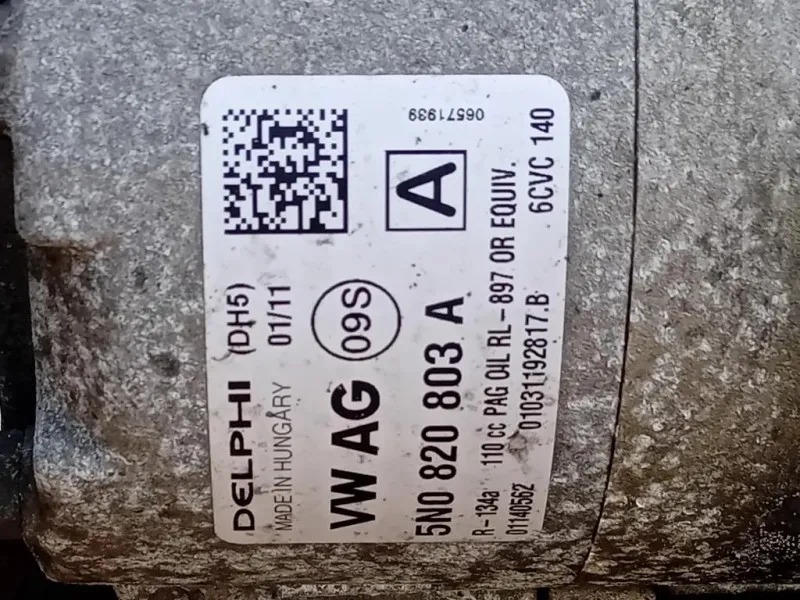 DELPHI (DH5)
MADE IN HUNGARY 01/11
VW AG 09S
5N0 820 803 A
A
R-134a 110 cc PAG OIL RL-897 OR EQUIV.
01140562 01031192817.B 6CVC 140
06571939